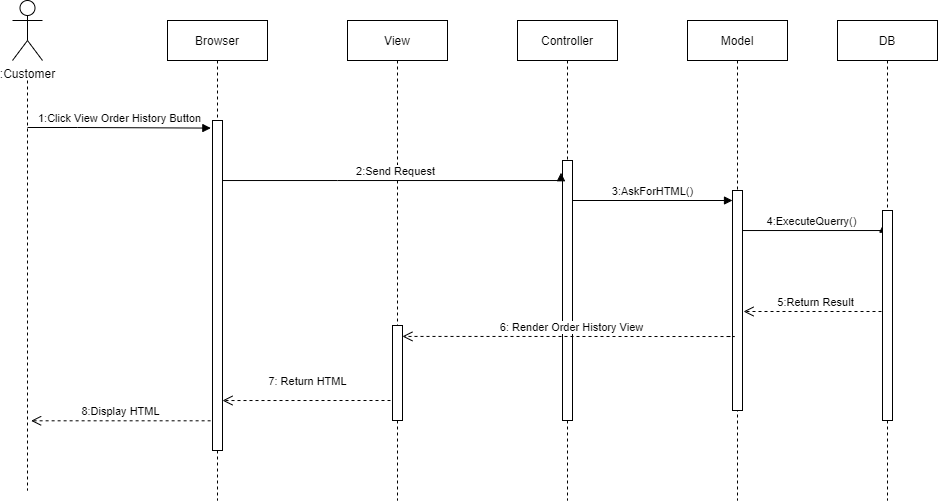 Browser
View
Controller
Model
DB
:Customer
1:Click View Order History Button
2:Send Request
3:AskForHTML()
4:ExecuteQuerry()
5:Return Result
6: Render Order History View
7: Return HTML
8:Display HTML